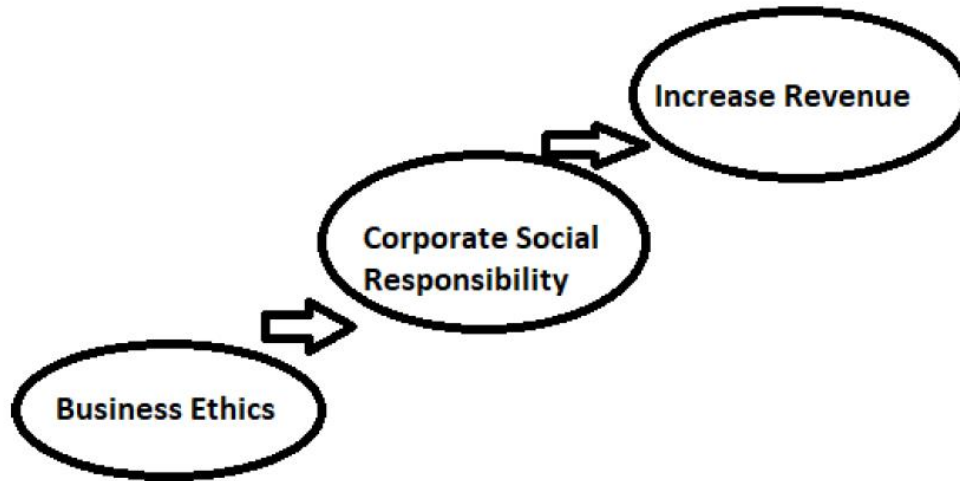 Increase Revenue
Corporate Social
Responsibility
Business Ethics